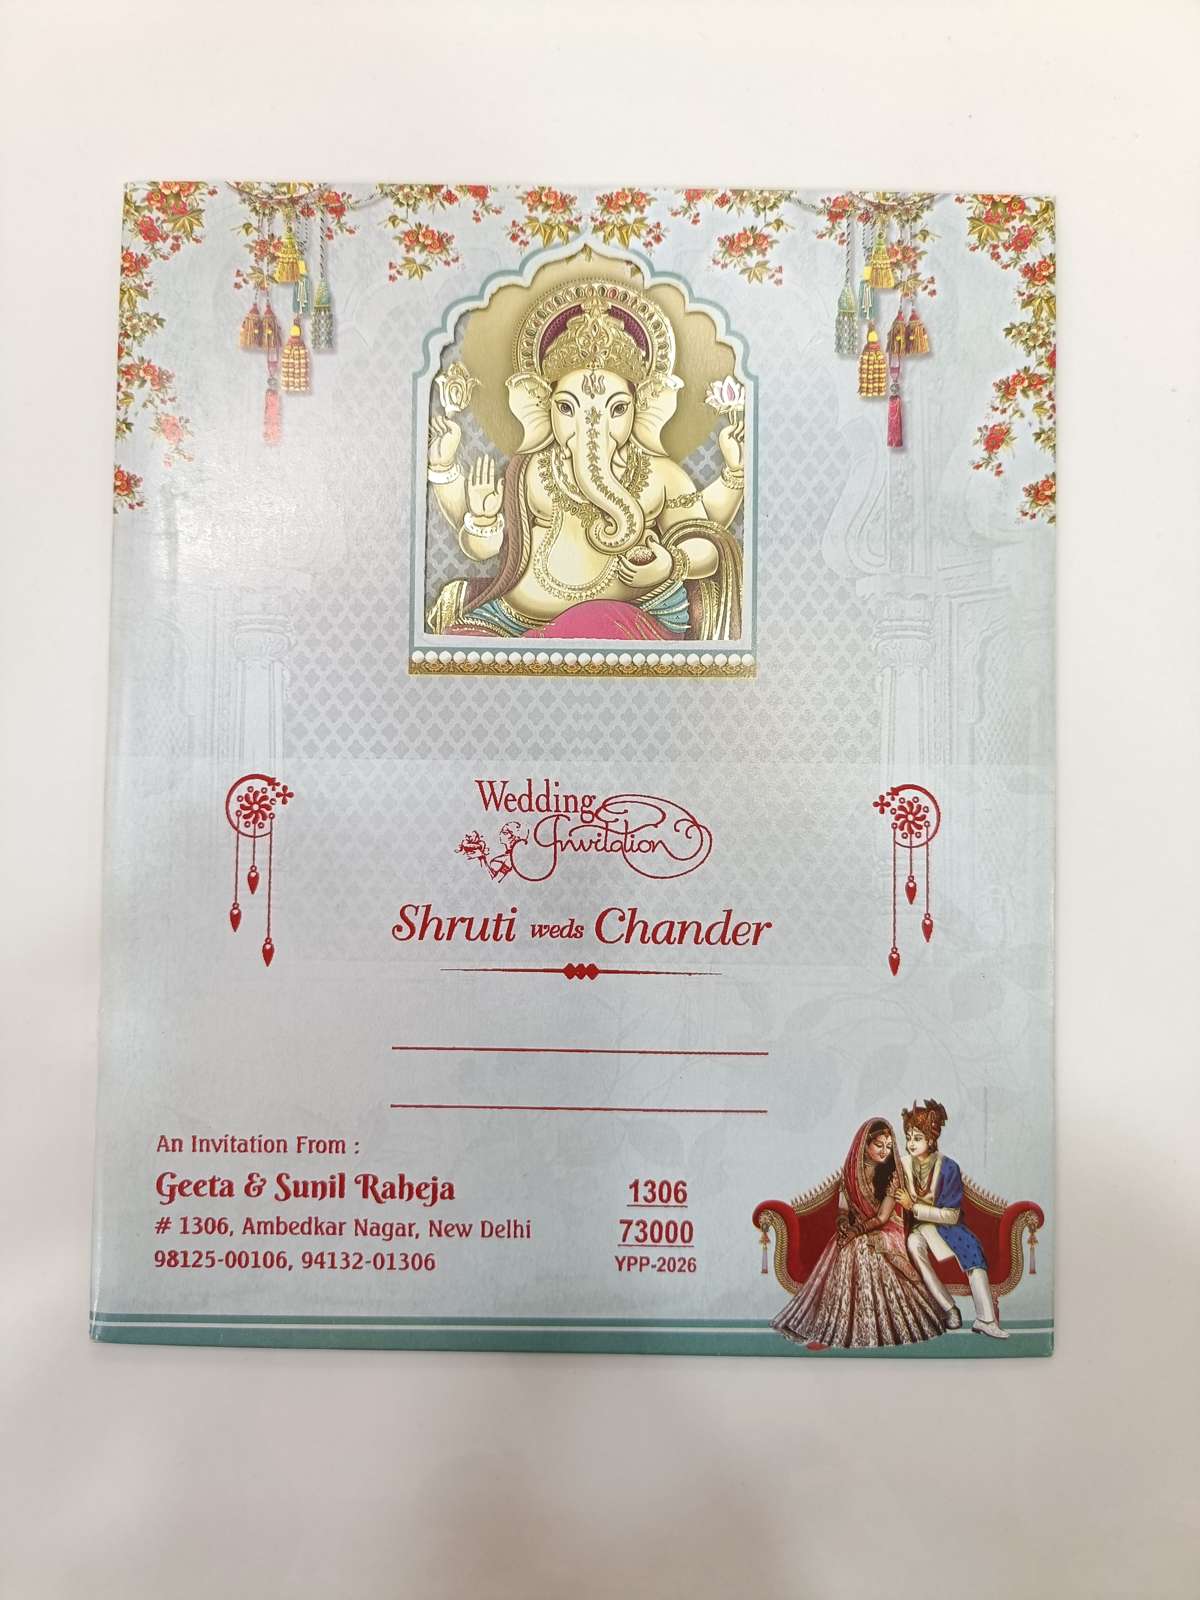 Wedding
Invitation
Shruti weds Chander
An Invitation From :
Geeta & Sunil Raheja
# 1306, Ambedkar Nagar, New Delhi
98125-00106, 94132-01306
1306
73000
YPP-2026